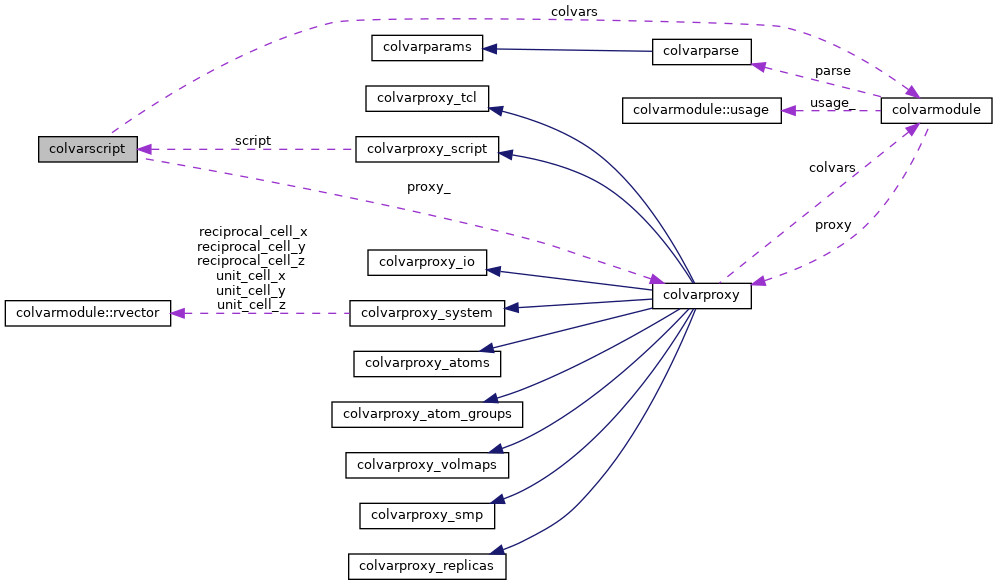 colvars
colvarparams
colvarparse
parse
colvarproxy_tcl
colvarmodule::usage
usage_
colvarmodule
colvarscript
script
colvarproxy_script
colvars
proxy_
proxy
reciprocal_cell_x
reciprocal_cell_y
reciprocal_cell_z
unit_cell_x
unit_cell_y
unit_cell_z
colvarproxy_io
colvarproxy
colvarmodule::rvector
colvarproxy_system
colvarproxy_atoms
colvarproxy_atom_groups
colvarproxy_volmaps
colvarproxy_smp
colvarproxy_replicas